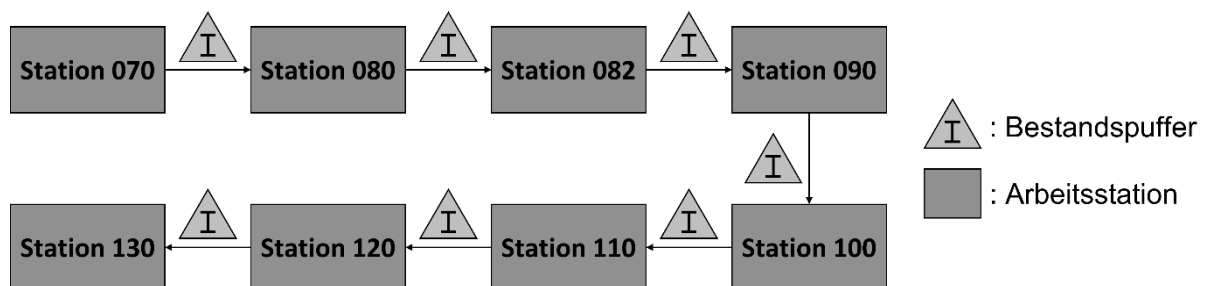 I I I
Station 070 Station 080 Station 082 Station 090
I : Bestandspuffer
I
: Arbeitsstation
I I I
Station 130 Station 120 Station 110 Station 100